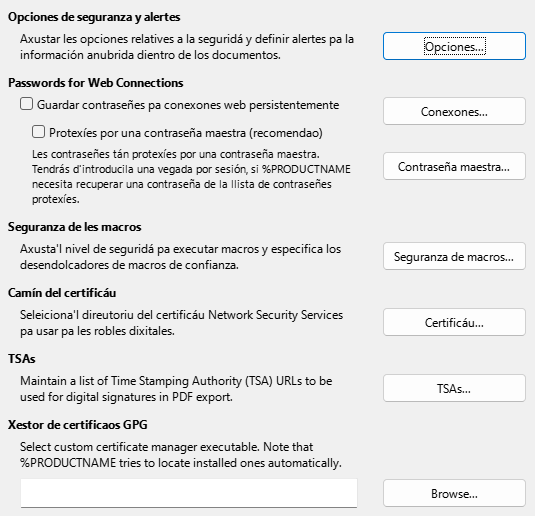 Opciones de seguranza y alertes
Axustar les opciones relatives a la seguridá y definir alertes pa la
información anubrida dientro de los documentos.
Opciones...
Passwords for Web Connections
Guardar contraseñes pa conexones web persistentemente
Conexones...
Protexíes por una contraseña maestra (recomendao)
Les contraseñes tán protexíes por una contraseña maestra.
Tendrás d'introducila una vegada por sesión, si %PRODUCTNAME
necesita recuperar una contraseña de la llista de contraseñes
protexíes.
Contraseña maestra...
Seguranza de les macros
Axusta'l nivel de seguridá pa executar macros y especifica los
desendolcadores de macros de confianza.
Seguranza de macros...
Camín del certificáu
Seleiciona'l direutoriu del certificáu Network Security Services
pa usar pa les robles dixitales.
Certificáu...
TSAs
Maintain a list of Time Stamping Authority (TSA) URLs to be
used for digital signatures in PDF export.
TSAs...
Xestor de certificaos GPG
Select custom certificate manager executable. Note that
%PRODUCTNAME tries to locate installed ones automatically.
Browse...